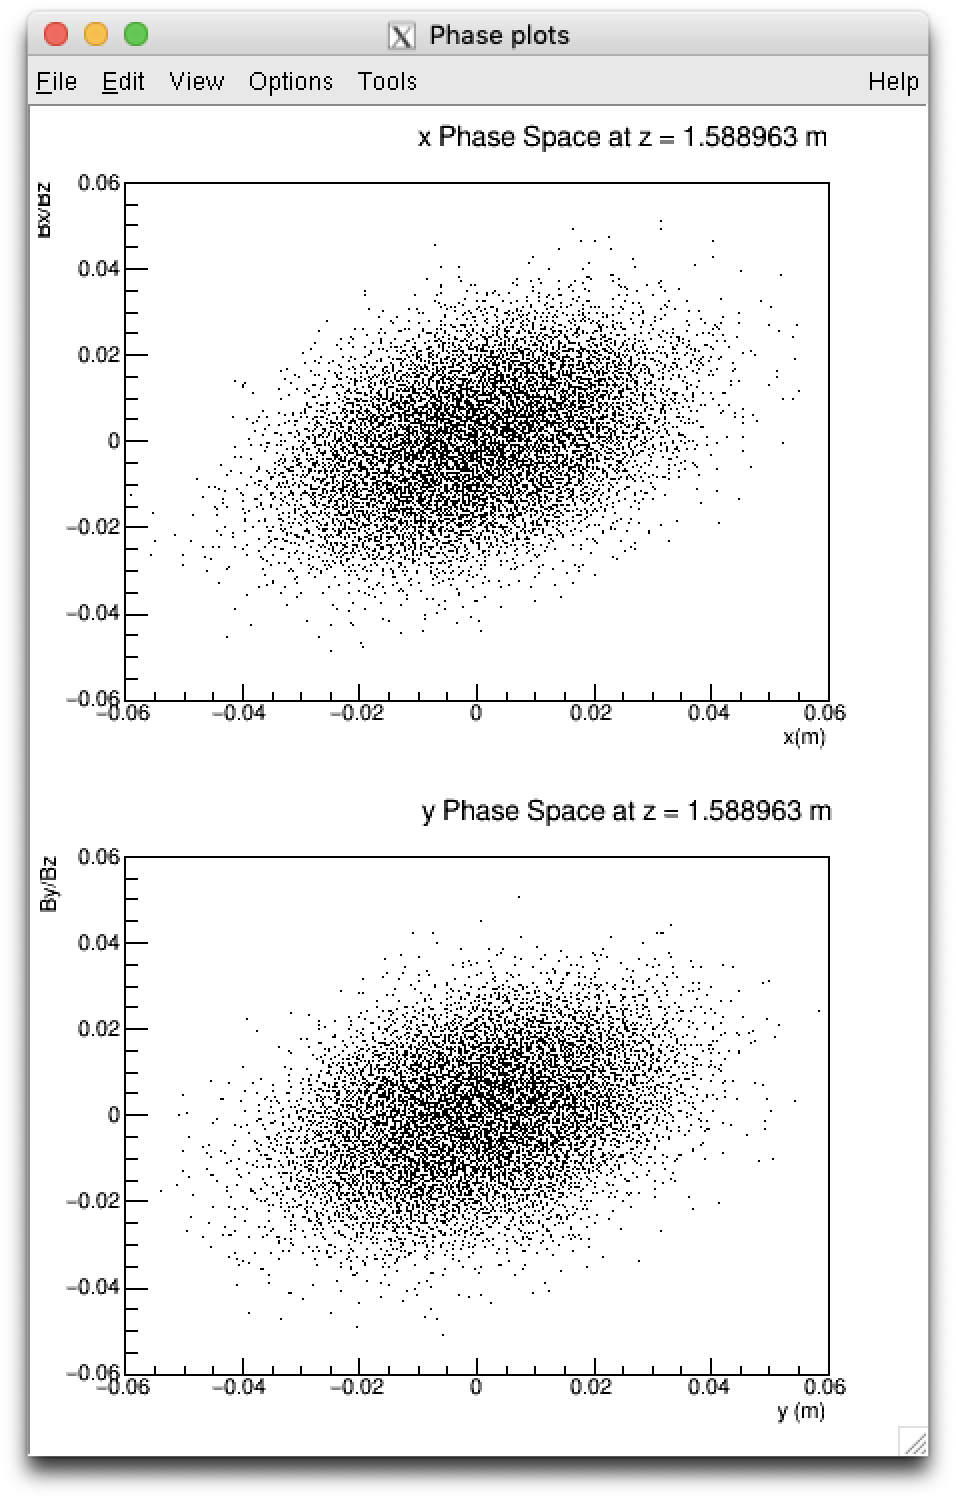 Phase plots
File Edit View Options Tools Help
x Phase Space at z = 1.588963 m
Bx/Bz
0.06
0.04
0.02
0
−0.02
−0.04
−0.06
−0.06 −0.04 −0.02 0 0.02 0.04 0.06
x(m)
y Phase Space at z = 1.588963 m
By/Bz
0.06
0.04
0.02
0
−0.02
−0.04
−0.06
−0.06 −0.04 −0.02 0 0.02 0.04 0.06
y (m)